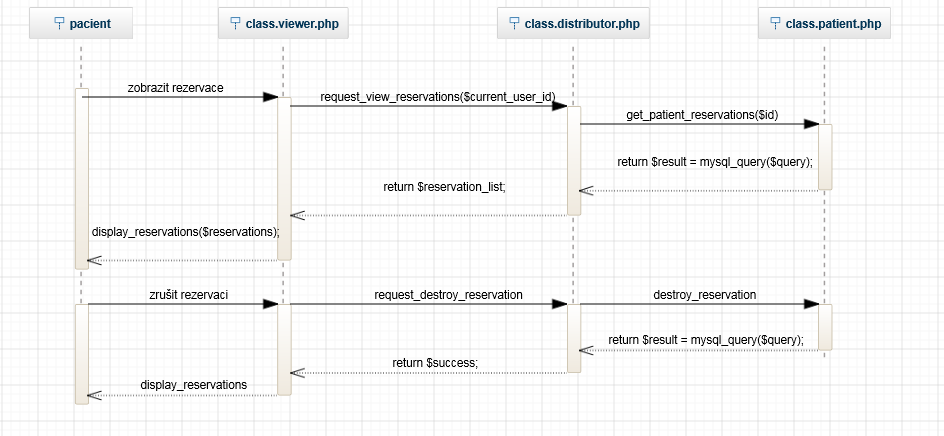 pacient
class.viewer.php
class.distributor.php
class.patient.php
zobrazit rezervace
request_view_reservations($current_user_id)
get_patient_reservations($id)
return $result = mysql_query($query);
return $reservation_list;
display_reservations($reservations);
zrušit rezervaci
request_destroy_reservation
destroy_reservation
return $result = mysql_query($query);
return $success;
display_reservations